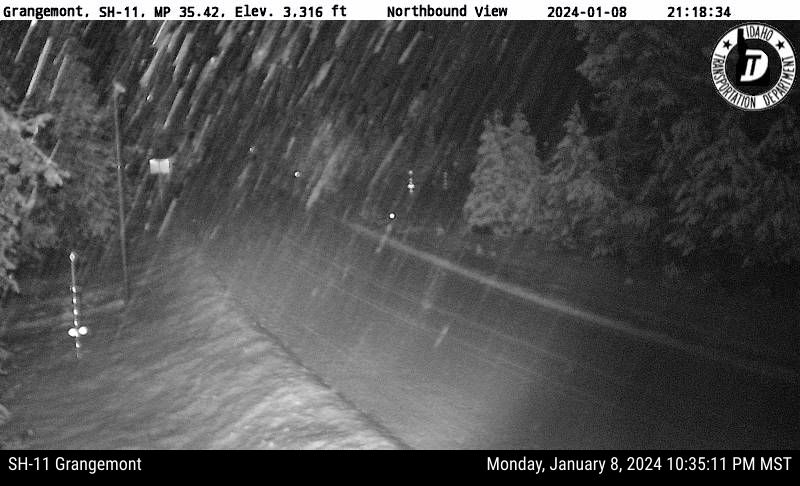 Grangemont, SH-11, MP 35.42, Elev. 3,316 ft Northbound View 2024-01-08 21:18:34
IDAHO
TRANSPORTATION DEPARTMENT
SH-11 Grangemont Monday, January 8, 2024 10:35:11 PM MST